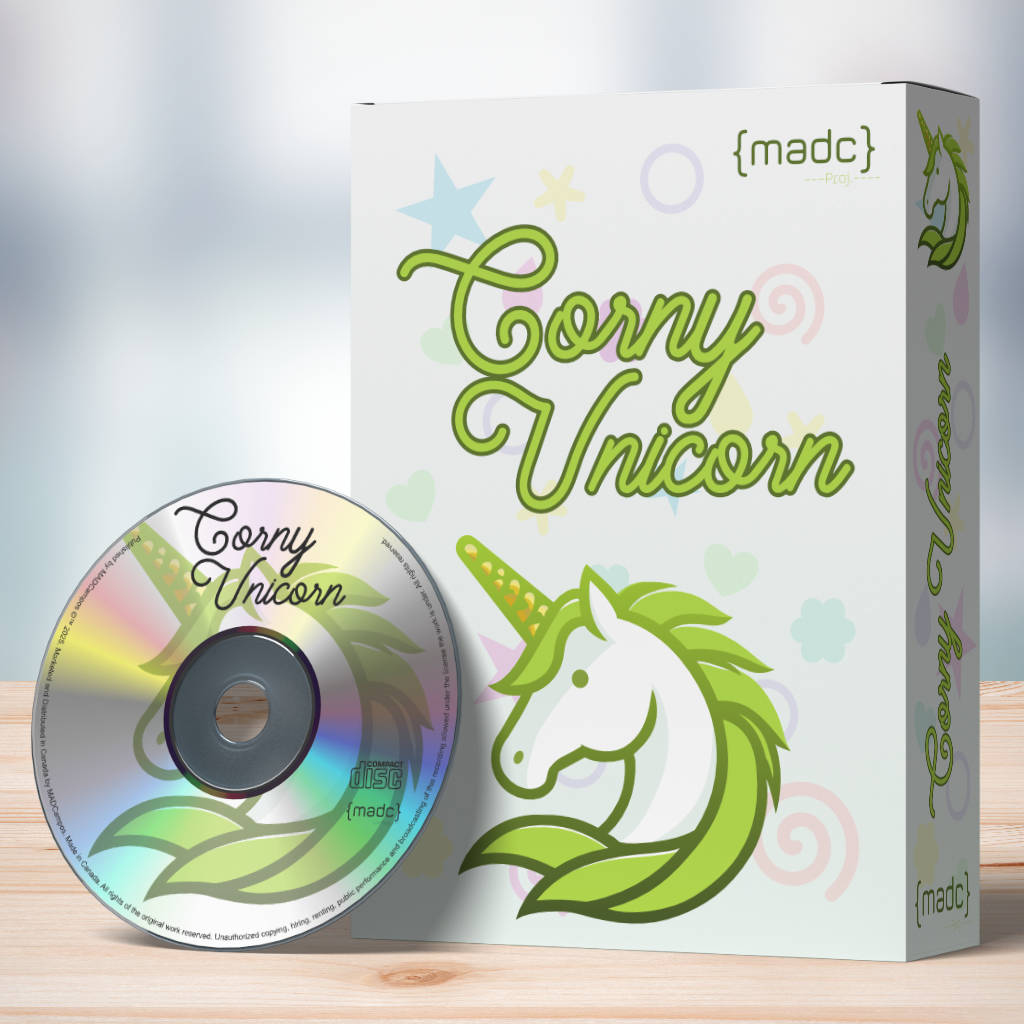 {madc}
---Proj.----
Corny
Unicorn
Corny Unicorn
{madc}
Corny
Unicorn
COMPACT
disc
{madc}
Published by MADCampos ©™ 2025. Marketed and Distributed in Canada by MADCampos. Made in Canada. All rights of the original work reserved. Unauthorized copying, hiring, renting, public performance and broadcasting of this recording allowed under the license the work is under. All rights reserved.